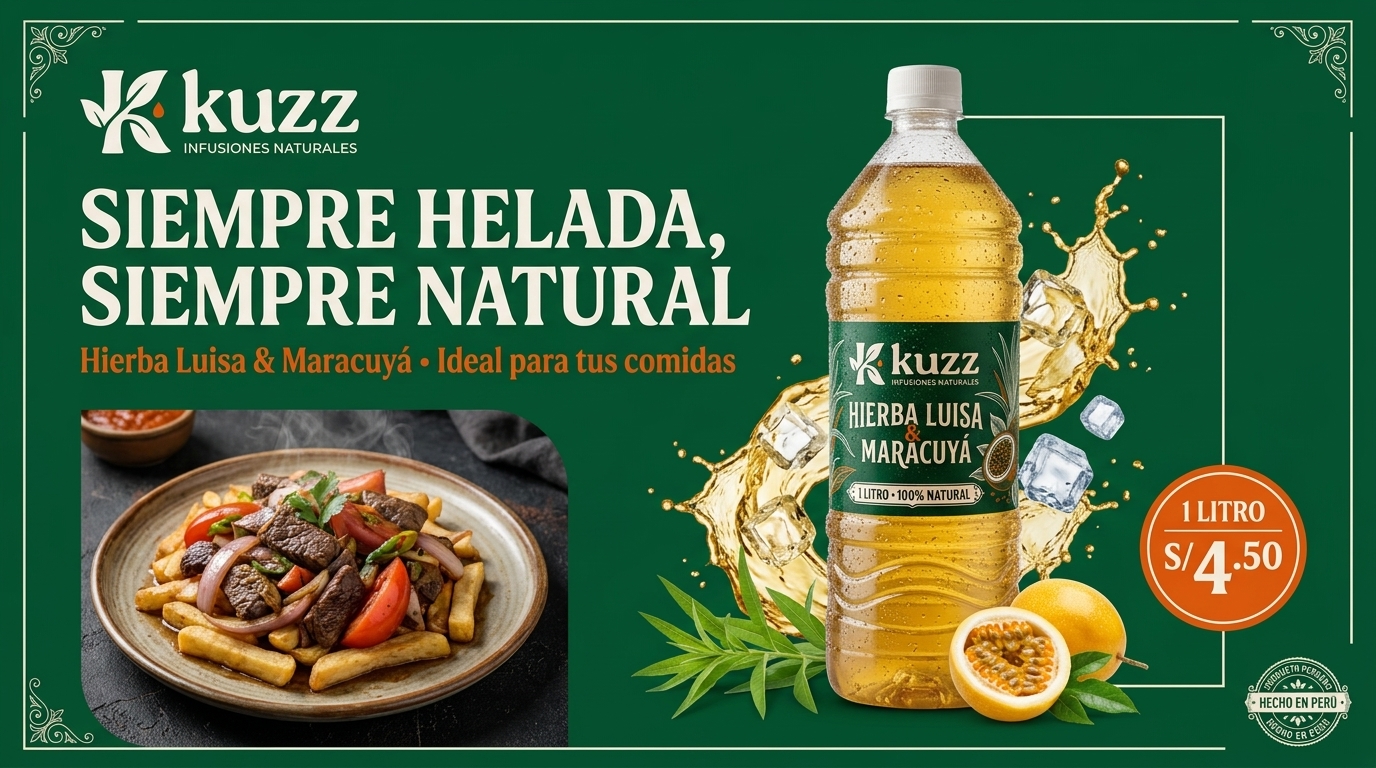 kuzz
INFUSIONES NATURALES
SIEMPRE HELADA,
SIEMPRE NATURAL
Hierba Luisa & Maracuyá • Ideal para tus comidas
kuzz
INFUSIONES NATURALES
HIERBA LUISA
&
MARACUYÁ
1 LITRO • 100% NATURAL
1 LITRO
S/4.50
HECHO EN PERÚ